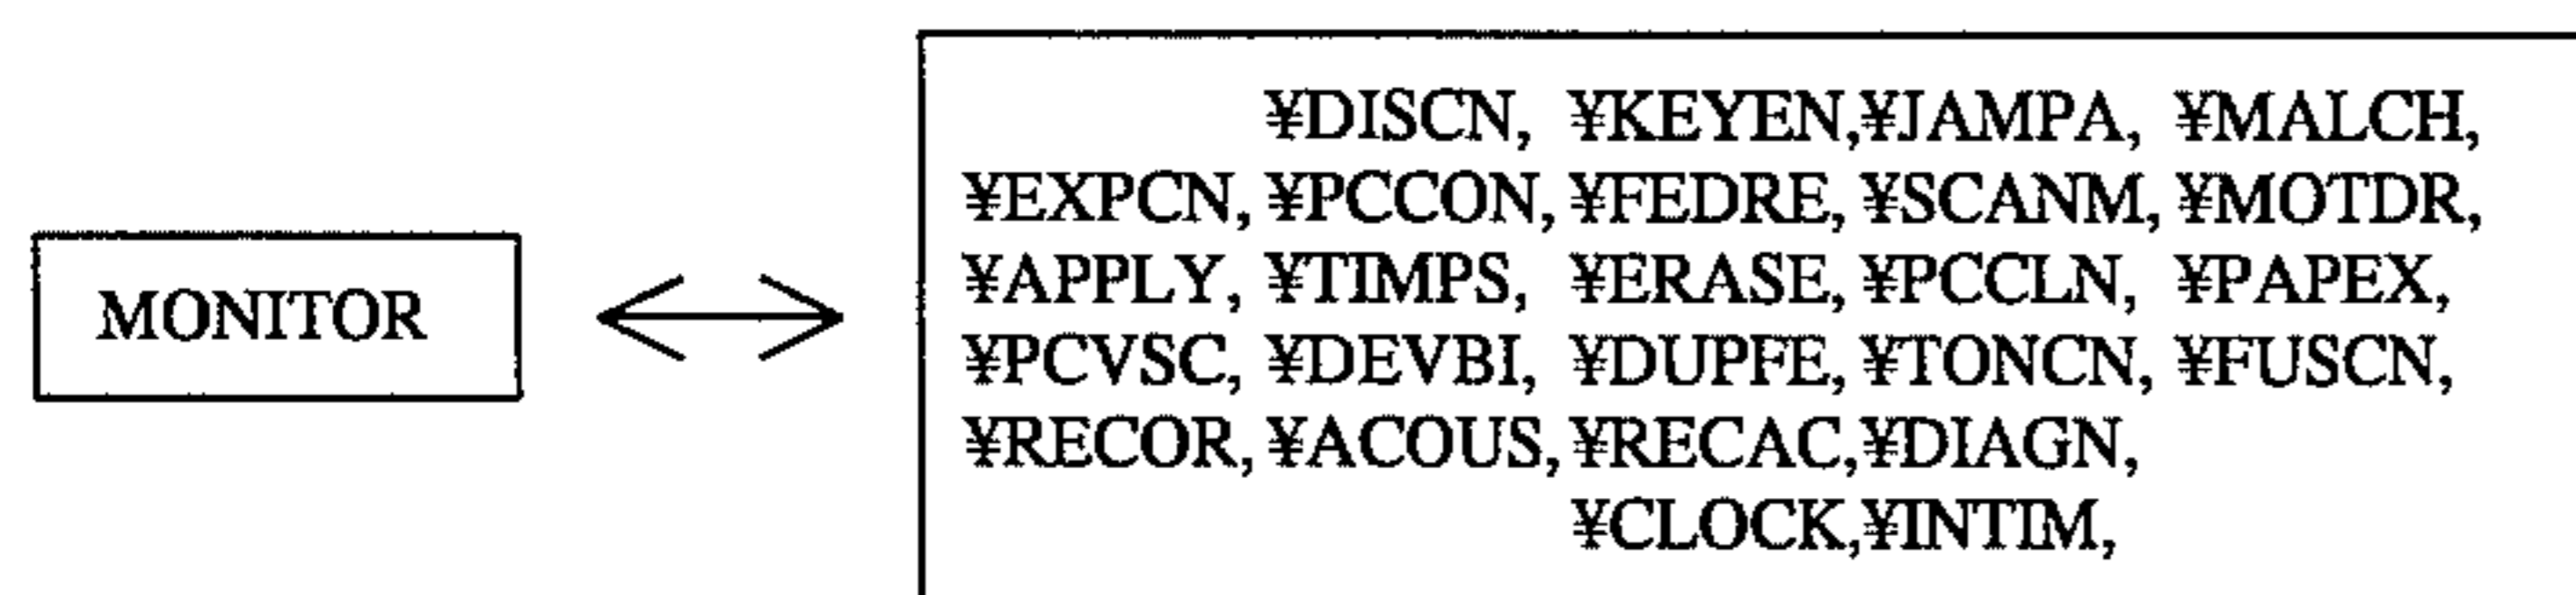 ¥DISCN, ¥KEYEN,¥JAMPA, ¥MALCH,
¥EXPCN, ¥PCCON, ¥FEDRE, ¥SCANM, ¥MOTDR,
¥APPLY, ¥TIMPS, ¥ERASE, ¥PCCLN, ¥PAPEX,
MONITOR
¥PCVSC, ¥DEVBI, ¥DUPFE, ¥TONCN, ¥FUSCN,
¥RECOR, ¥ACOUS, ¥RECAC,¥DIAGN,
¥CLOCK,¥INTIM,